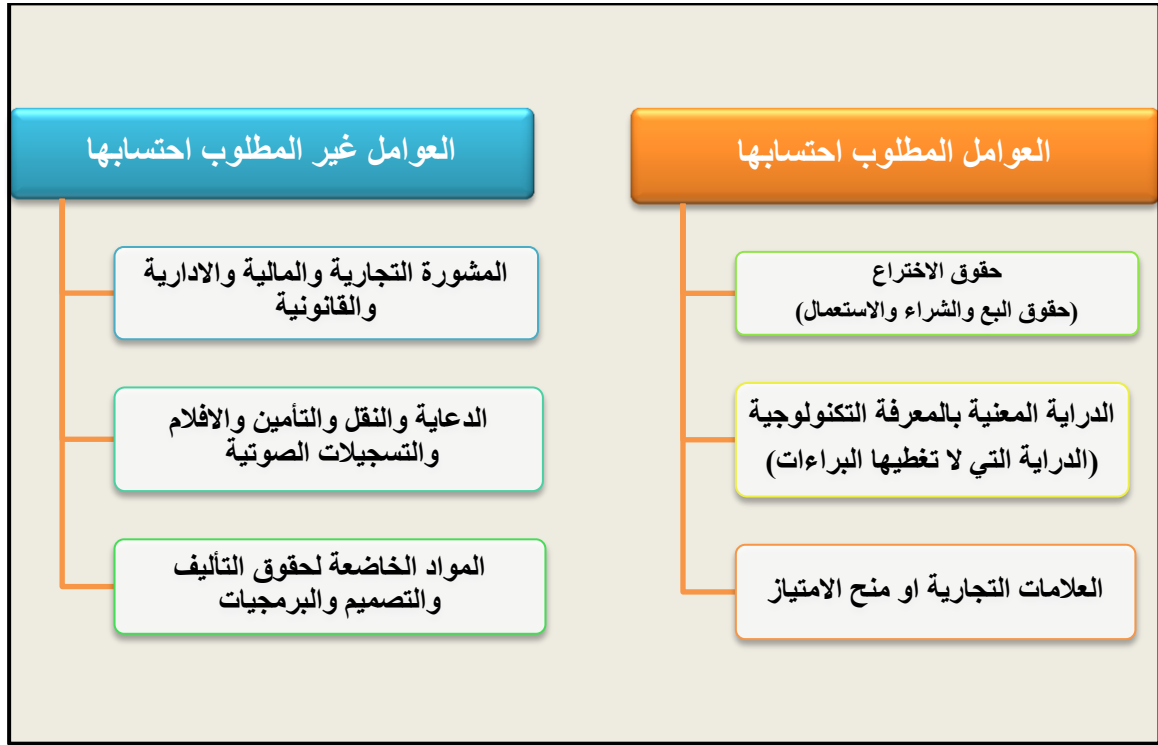 العوامل المطلوب احتسابها
حقوق الاختراع
(حقوق البع والشراء والاستعمال)
الدراية المعنية بالمعرفة التكنولوجية
(الدراية التي لا تغطيها البراءات)
العلامات التجارية او منح الامتياز
العوامل غير المطلوب احتسابها
المشورة التجارية والمالية والادارية
والقانونية
الدعاية والنقل والتأمين والافلام
والتسجيلات الصوتية
المواد الخاضعة لحقوق التأليف
والتصميم والبرمجيات